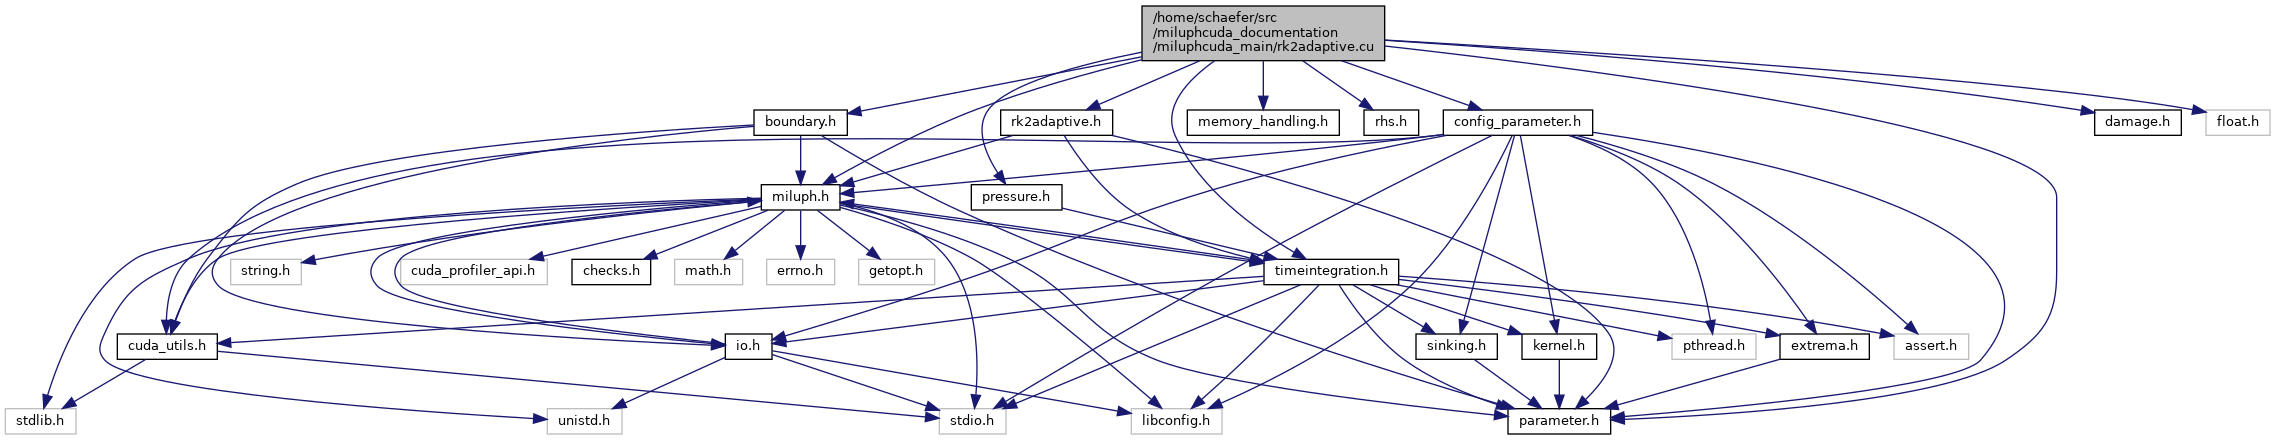 /home/schaefer/src
/miluphcuda_documentation
/miluphcuda_main/rk2adaptive.cu
boundary.h
rk2adaptive.h
memory_handling.h
rhs.h
config_parameter.h
damage.h
float.h
miluph.h
pressure.h
string.h
cuda_profiler_api.h
checks.h
math.h
errno.h
getopt.h
timeintegration.h
cuda_utils.h
io.h
sinking.h
kernel.h
pthread.h
extrema.h
assert.h
stdlib.h
unistd.h
stdio.h
libconfig.h
parameter.h